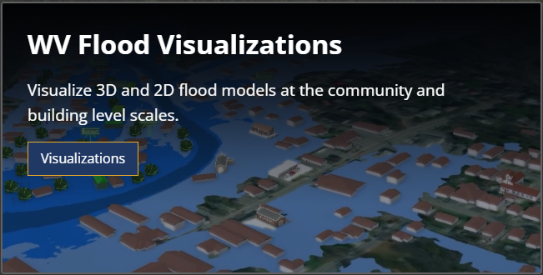 WV Flood Visualizations
Visualize 3D and 2D flood models at the community and
building level scales.
Visualizations